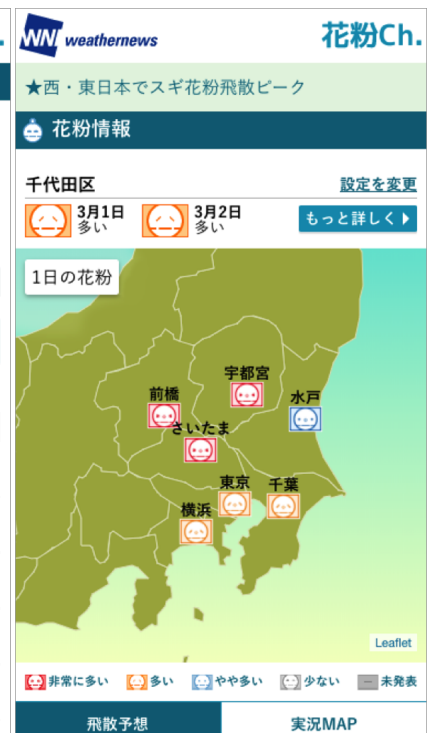 WN weathernews
花粉Ch.
★西・東日本でスギ花粉飛散ピーク
花粉情報
千代田区
設定を変更
3月1日
多い
3月2日
多い
もっと詳しく
1日の花粉
宇都宮
前橋
水戸
さいたま
東京
千葉
横浜
Leaflet
非常に多い
多い
やや多い
少ない
未発表
飛散予想
実況MAP